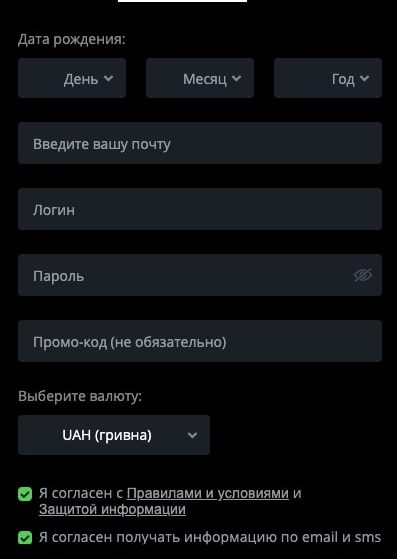 Дата рождения:
День Месяц Год
Введите вашу почту
Логин
Пароль
Промо-код (не обязательно)
Выберите валюту:
UAH (гривна)
Я согласен с Правилами и условиями и
Защитой информации
Я согласен получать информацию по email и sms